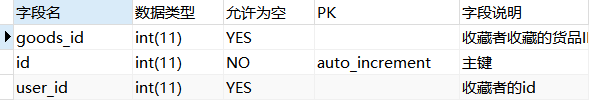 字段名 数据类型 允许为空 PK 字段说明
goods_id int(11) YES 收藏者收藏的货品I
id int(11) NO auto_increment 主键
user_id int(11) YES 收藏者的id